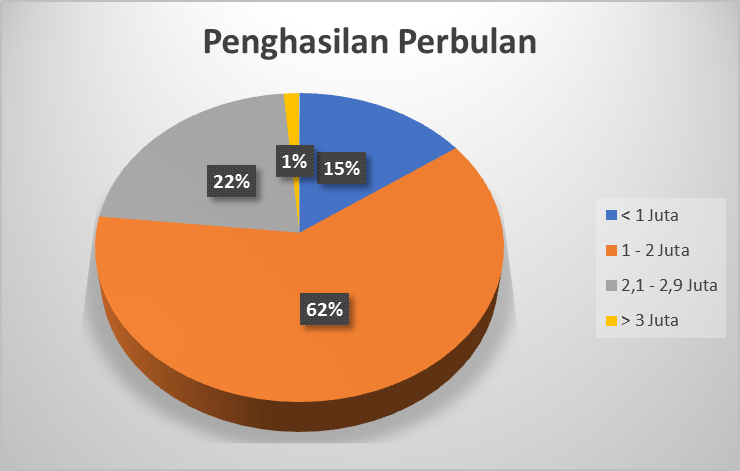 Penghasilan Perbulan
1%
15%
22%
62%
< 1 Juta
1 - 2 Juta
2,1 - 2,9 Juta
> 3 Juta